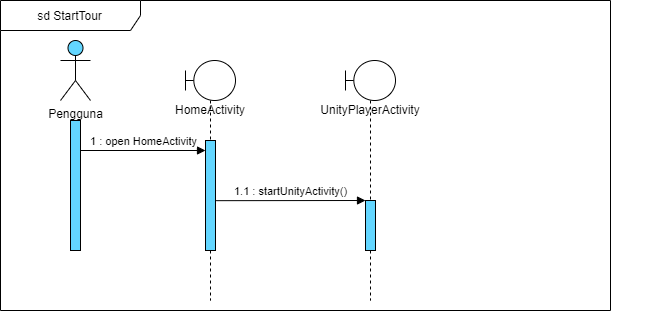 sd StartTour
Pengguna
HomeActivity
UnityPlayerActivity
1 : open HomeActivity
1.1 : startUnityActivity()